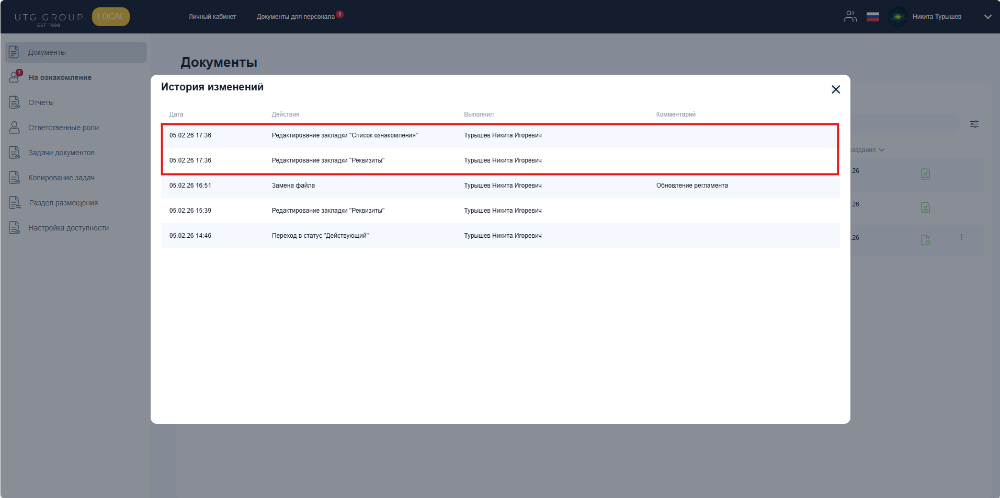 UTG GROUP
EST. 1998
LOCAL
Личный кабинет
Документы для персонала
1
Никита Турышев
Документы
1
На ознакомление
Отчеты
Ответственные роли
Задачи документов
Копирование задач
Раздел размещения
Настройка доступности
Документы
История изменений
Дата Действия Выполнил Комментарий
05.02.26 17:36 Редактирование закладки "Список ознакомления" Турышев Никита Игоревич
05.02.26 17:36 Редактирование закладки "Реквизиты" Турышев Никита Игоревич
05.02.26 16:51 Замена файла Турышев Никита Игоревич Обновление регламента
05.02.26 15:39 Редактирование закладки "Реквизиты" Турышев Никита Игоревич
05.02.26 14:46 Переход в статус "Действующий" Турышев Никита Игоревич
создания
.26
.26
.26